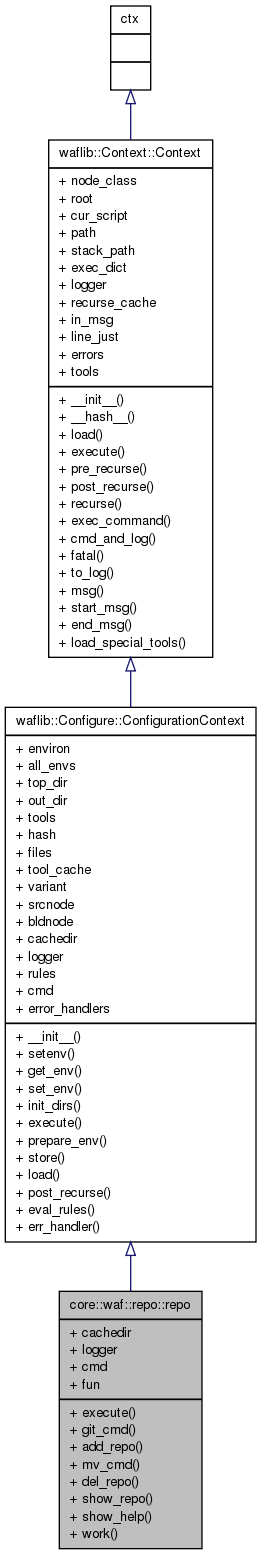 ctx
waflib::Context::Context
+ node_class
+ root
+ cur_script
+ path
+ stack_path
+ exec_dict
+ logger
+ recurse_cache
+ in_msg
+ line_just
+ errors
+ tools
+ __init__()
+ __hash__()
+ load()
+ execute()
+ pre_recurse()
+ post_recurse()
+ recurse()
+ exec_command()
+ cmd_and_log()
+ fatal()
+ to_log()
+ msg()
+ start_msg()
+ end_msg()
+ load_special_tools()
waflib::Configure::ConfigurationContext
+ environ
+ all_envs
+ top_dir
+ out_dir
+ tools
+ hash
+ files
+ tool_cache
+ variant
+ srcnode
+ bldnode
+ cachedir
+ logger
+ rules
+ cmd
+ error_handlers
+ __init__()
+ setenv()
+ get_env()
+ set_env()
+ init_dirs()
+ execute()
+ prepare_env()
+ store()
+ load()
+ post_recurse()
+ eval_rules()
+ err_handler()
core::waf::repo::repo
+ cachedir
+ logger
+ cmd
+ fun
+ execute()
+ git_cmd()
+ add_repo()
+ mv_cmd()
+ del_repo()
+ show_repo()
+ show_help()
+ work()